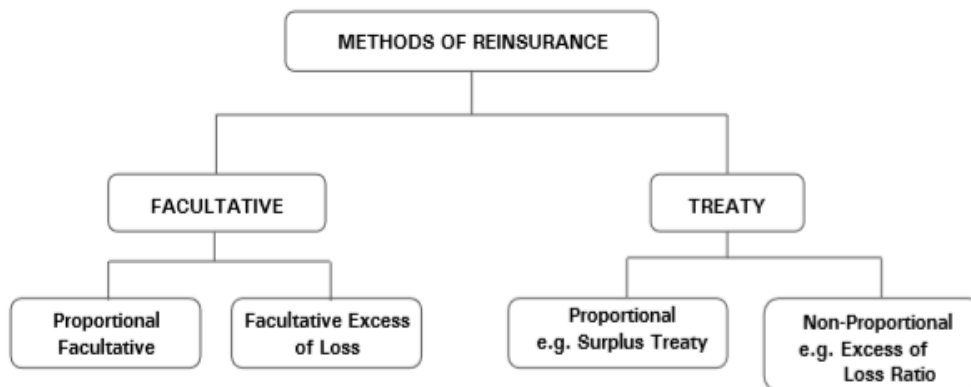 METHODS OF REINSURANCE
FACULTATIVE
TREATY
Proportional
Facultative
Facultative Excess
of Loss
Proportional
e.g. Surplus Treaty
Non-Proportional
e.g. Excess of
Loss Ratio